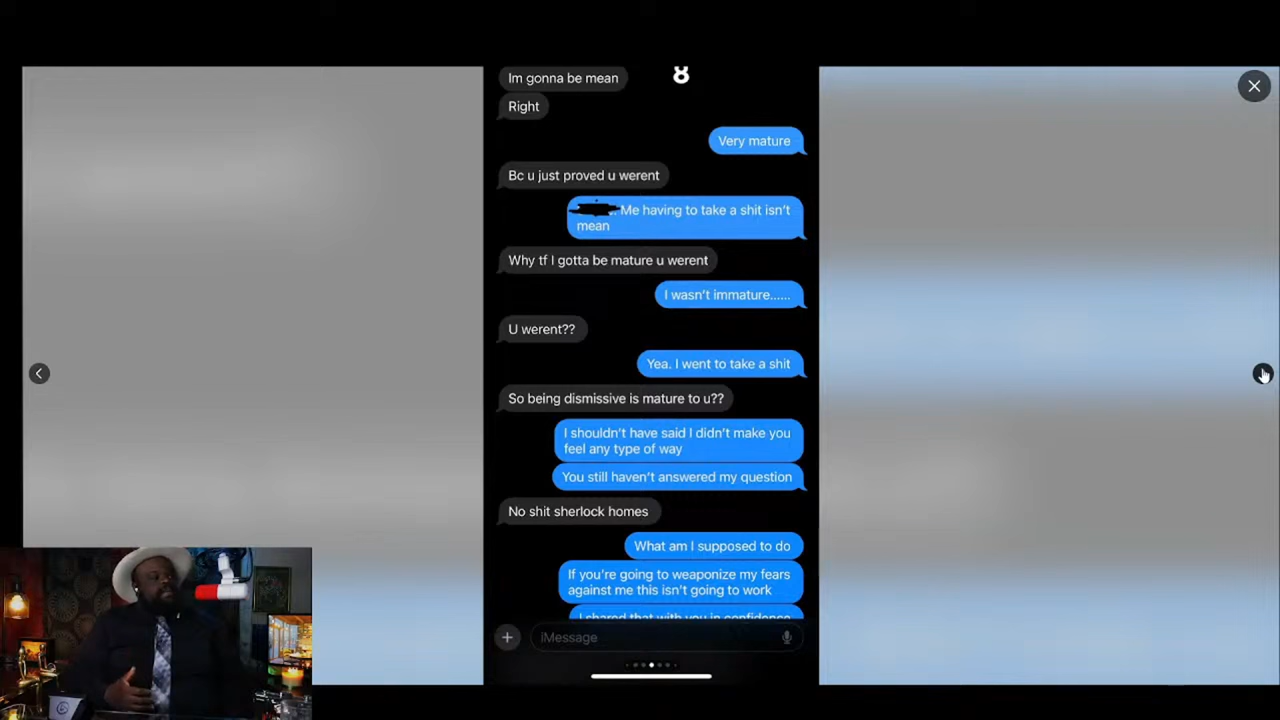 Im gonna be mean
8
Right
Very mature
Bc u just proved u werent
Me having to take a shit isn't
mean
Why tf I gotta be mature u werent
I wasn't immature......
U werent??
Yea. I went to take a shit
So being dismissive is mature to u??
I shouldn't have said I didn't make you
feel any type of way
You still haven't answered my question
No shit sherlock homes
What am I supposed to do
If you're going to weaponize my fears
against me this isn't going to work
I shared that with you in confidence
iMessage